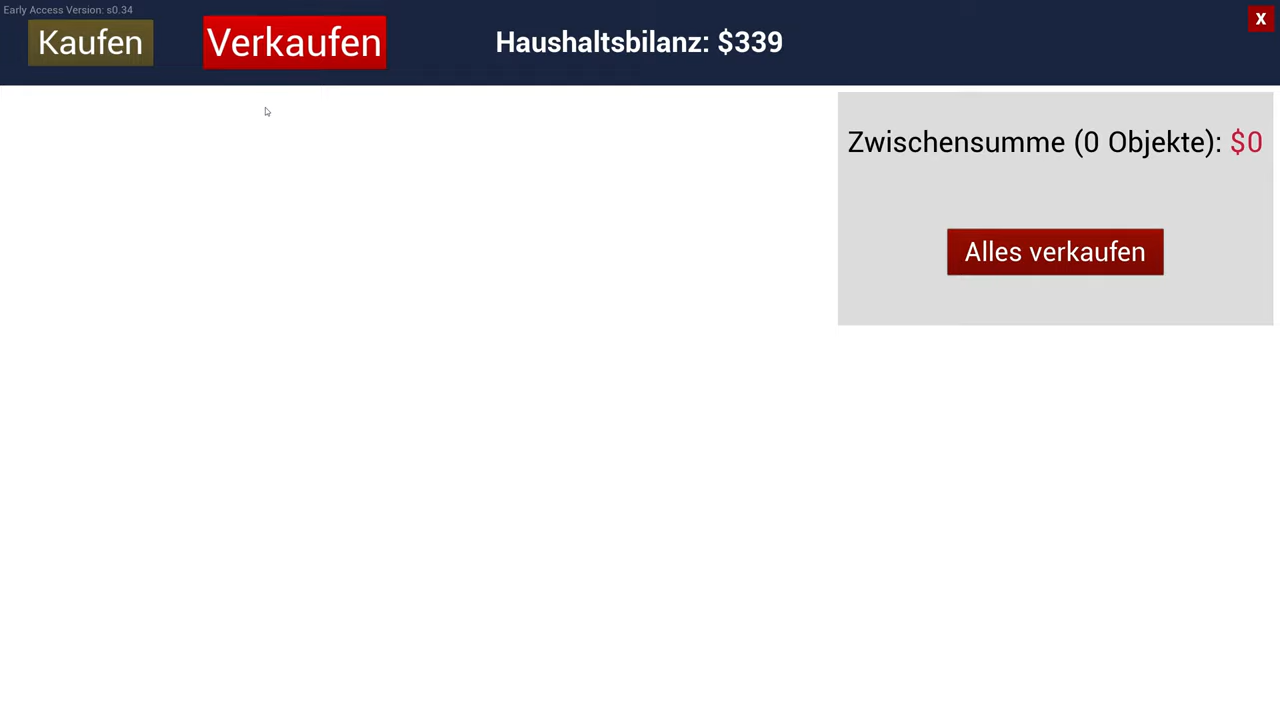 Early Access Version: s0.34
Kaufen
Verkaufen
Haushaltsbilanz: $339
X
Zwischensumme (0 Objekte): $0
Alles verkaufen